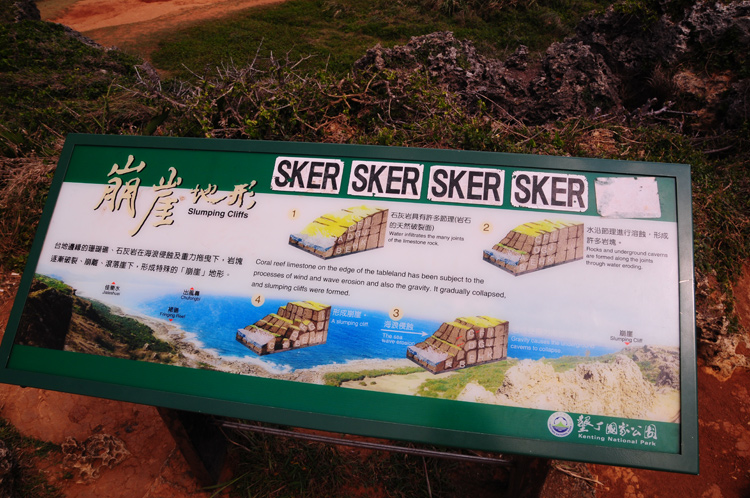 崩崖地形
Slumping Cliffs
SKER SKER SKER SKER
台地邊緣的珊瑚礁、石灰岩在海浪侵蝕及重力拖曳下，岩塊
逐漸破裂、崩離、滾落崖下，形成特殊的「崩崖」地形。
Coral reef limestone on the edge of the tableland has been subject to the
processes of wind and wave erosion and also the gravity. It gradually collapsed,
and slumping cliffs were formed.
1
石灰岩具有許多節理(岩石
的天然破裂面)
Water infiltrates the many joints
of the limestone rock.
2
水沿節理進行溶蝕，形成
許多岩塊。
Rocks and underground caverns
are formed along the joints
through water eroding.
3
海浪侵蝕
The sea
wave erosion
Gravity causes the
caverns to collapse
4
形成崩崖。
A slumping cliff
佳樂水
Jialeshuei
出風鼻
Chufongbi
港口溪
崩崖
Slumping Cliff
墾丁國家公園
Kenting National Park